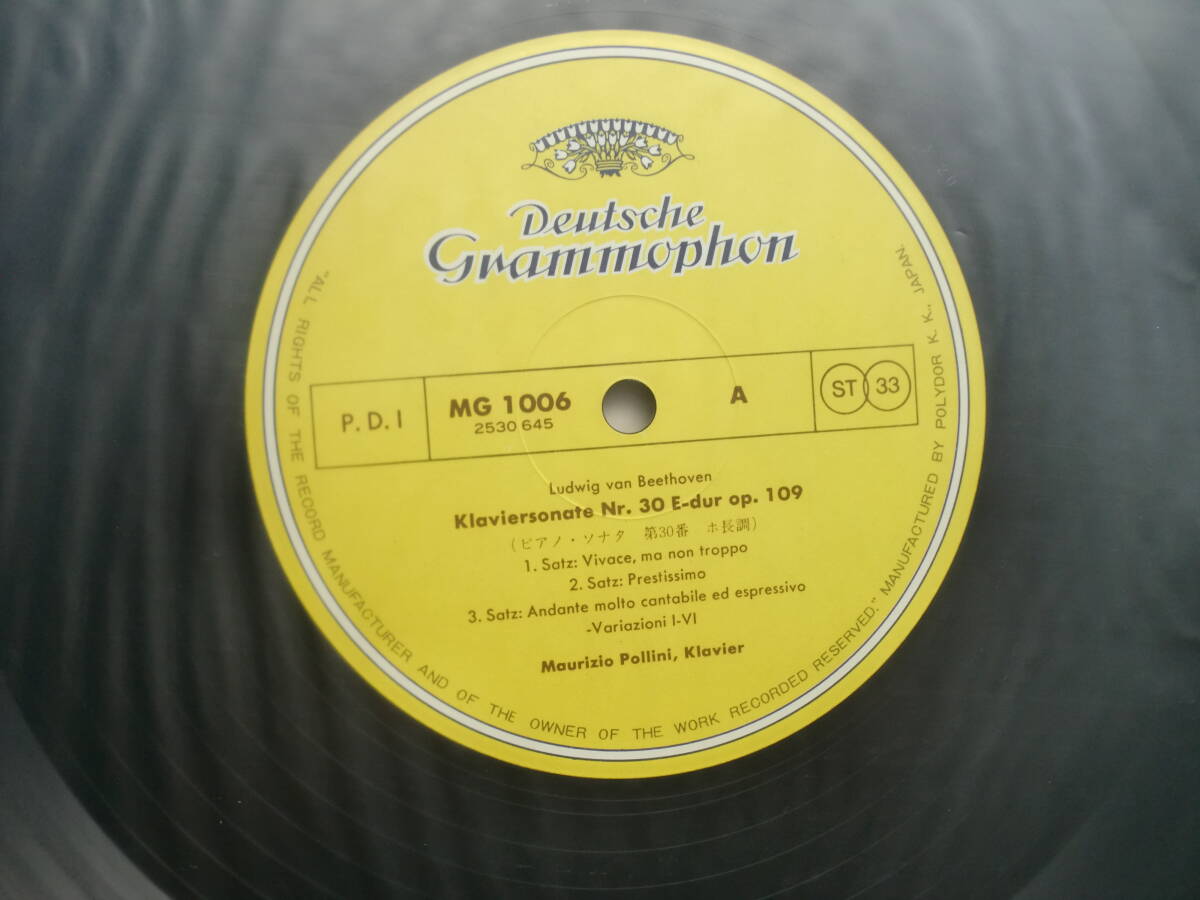 Deutsche
Grammophon
P.D.I
MG 1006
2530 645
A
ST 33
Ludwig van Beethoven
Klaviersonate Nr. 30 E-dur op. 109
(ピアノ・ソナタ 第30番 ホ長調)
1. Satz: Vivace, ma non troppo
2. Satz: Prestissimo
3. Satz: Andante molto cantabile ed espressivo
-Variazioni I-VI
Maurizio Pollini, Klavier
"ALL RIGHTS OF THE RECORD MANUFACTURER AND OF THE OWNER OF THE WORK RECORDED RESERVED." MANUFACTURED BY POLYDOR K. K., JAPAN.